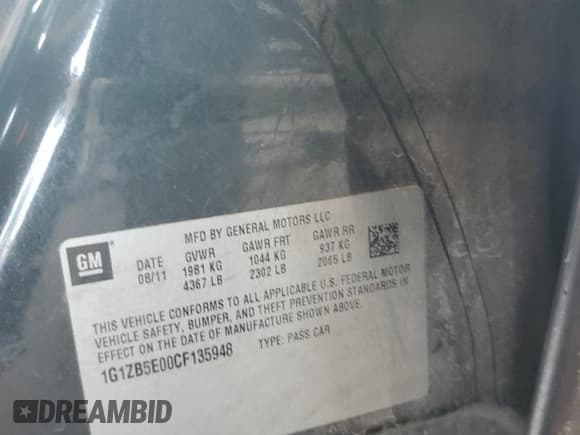 MFD BY GENERAL MOTORS LLC
GM DATE GVWR GAWR FRT GAWR RR
08/11 1981 KG 1044 KG 937 KG
4367 LB 2302 LB 2065 LB
THIS VEHICLE CONFORMS TO ALL APPLICABLE U.S. FEDERAL MOTOR
VEHICLE SAFETY, BUMPER, AND THEFT PREVENTION STANDARDS IN
EFFECT ON THE DATE OF MANUFACTURE SHOWN ABOVE.
1G1ZB5E00CF135948 TYPE: PASS CAR
DREAMBID